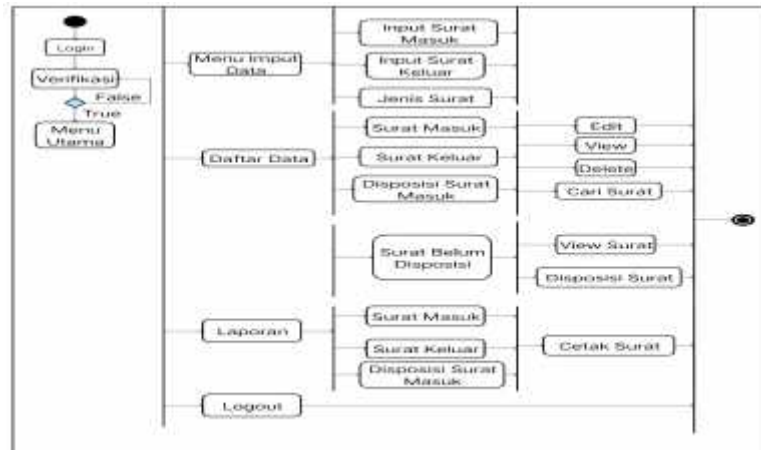 Login
Verifikasi
False
True
Menu
Utama
Menu Imput
Data
Input Surat
Masuk
Input Surat
Keluar
Jenis Surat
Daftar Data
Surat Masuk
Surat Keluar
Disposisi Surat
Masuk
Edit
View
Delete
Cari Surat
Surat Belum
Disposisi
View Surat
Disposisi Surat
Laporan
Surat Masuk
Surat Keluar
Disposisi Surat
Masuk
Cetak Surat
Logout